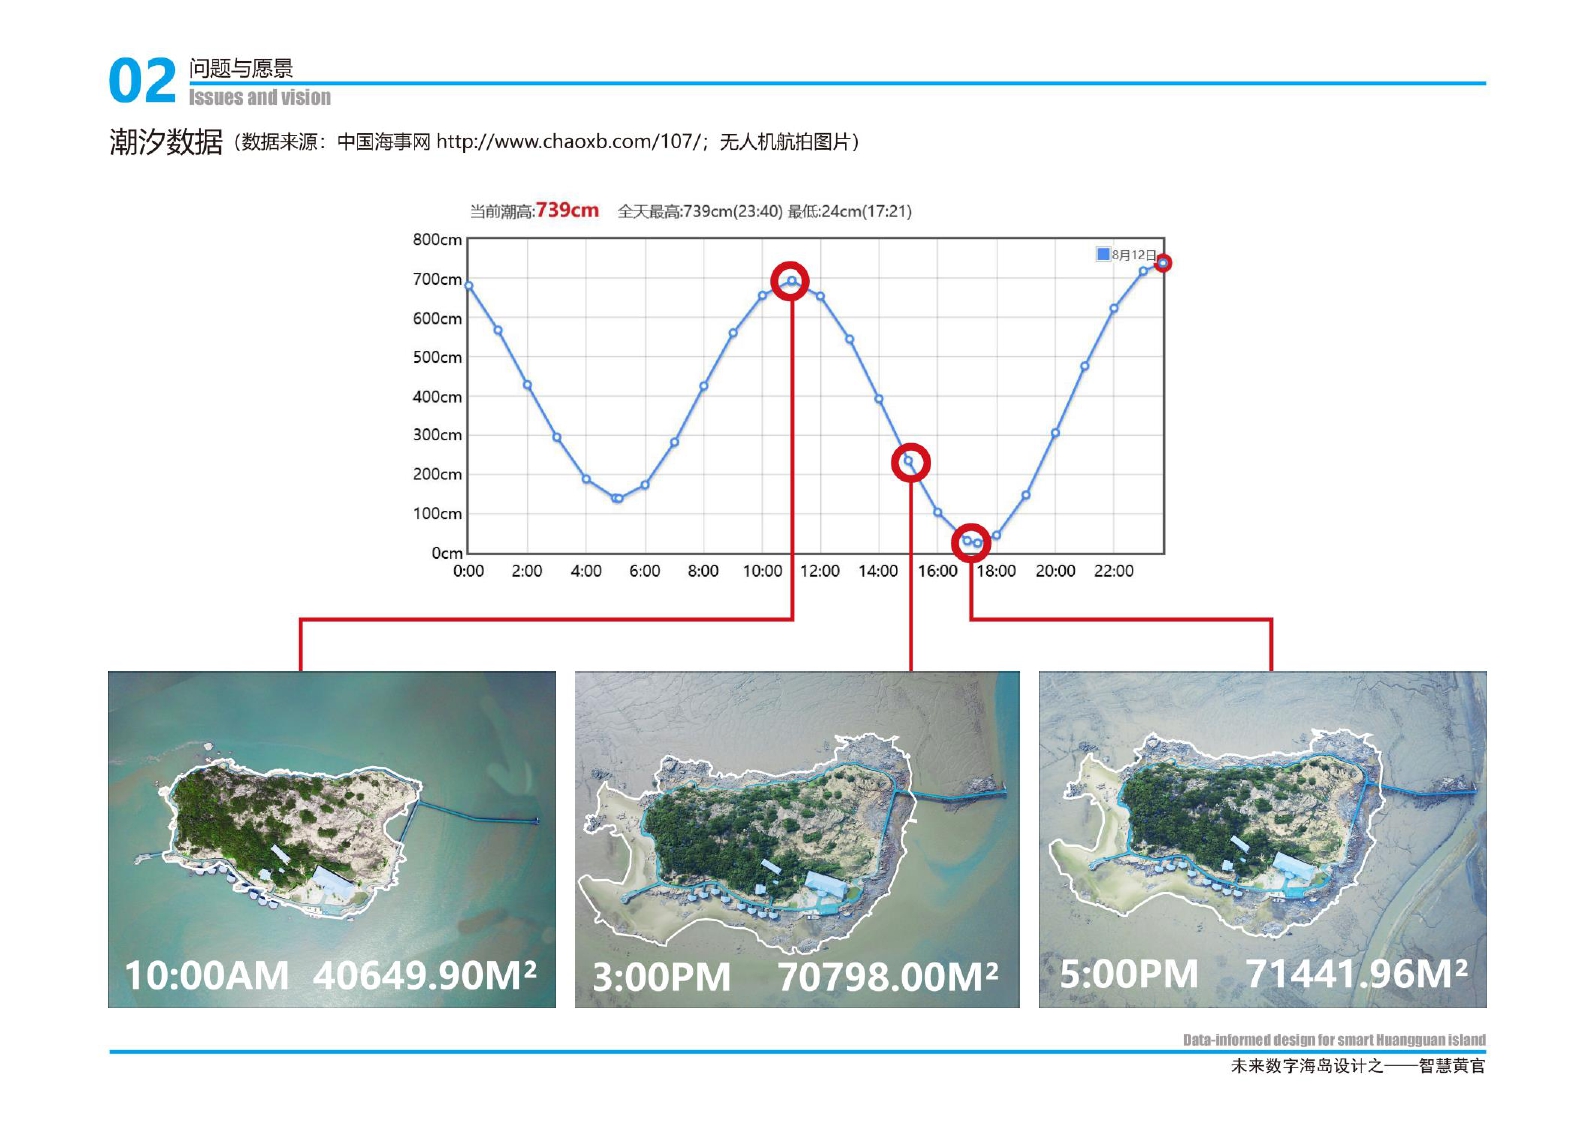 02
问题与愿景
Issues and vision
潮汐数据（数据来源：中国海事网 http://www.chaoxb.com/107/；无人机航拍图片）
当前潮高:739cm 全天最高:739cm(23:40) 最低:24cm(17:21)
8月12日
800cm
700cm
600cm
500cm
400cm
300cm
200cm
100cm
0cm
0:00 2:00 4:00 6:00 8:00 10:00 12:00 14:00 16:00 18:00 20:00 22:00
10:00AM 40649.90M²
3:00PM 70798.00M²
5:00PM 71441.96M²
Data-informed design for smart Huangguan island
未来数字海岛设计之——智慧黄官